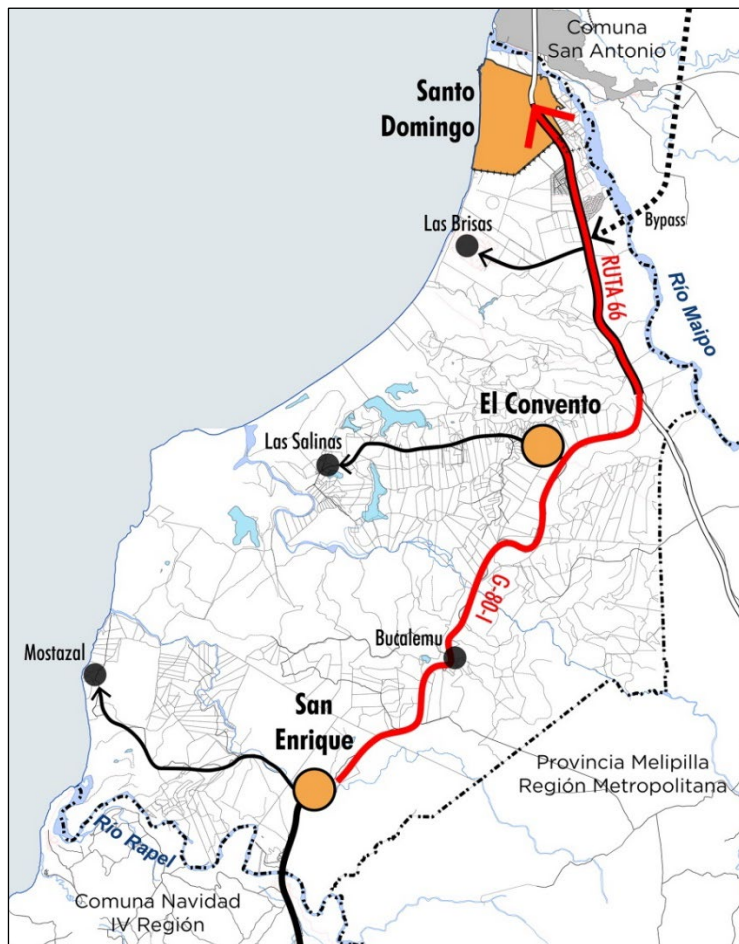 Comuna
San Antonio
Santo
Domingo
Bypass
Las Brisas
RUTA 66
Río Maipo
El Convento
Las Salinas
G-80-I
Bucalemu
Mostazal
San
Enrique
Provincia Melipilla
Región Metropolitana
Río Rapel
Comuna Navidad
IV Región